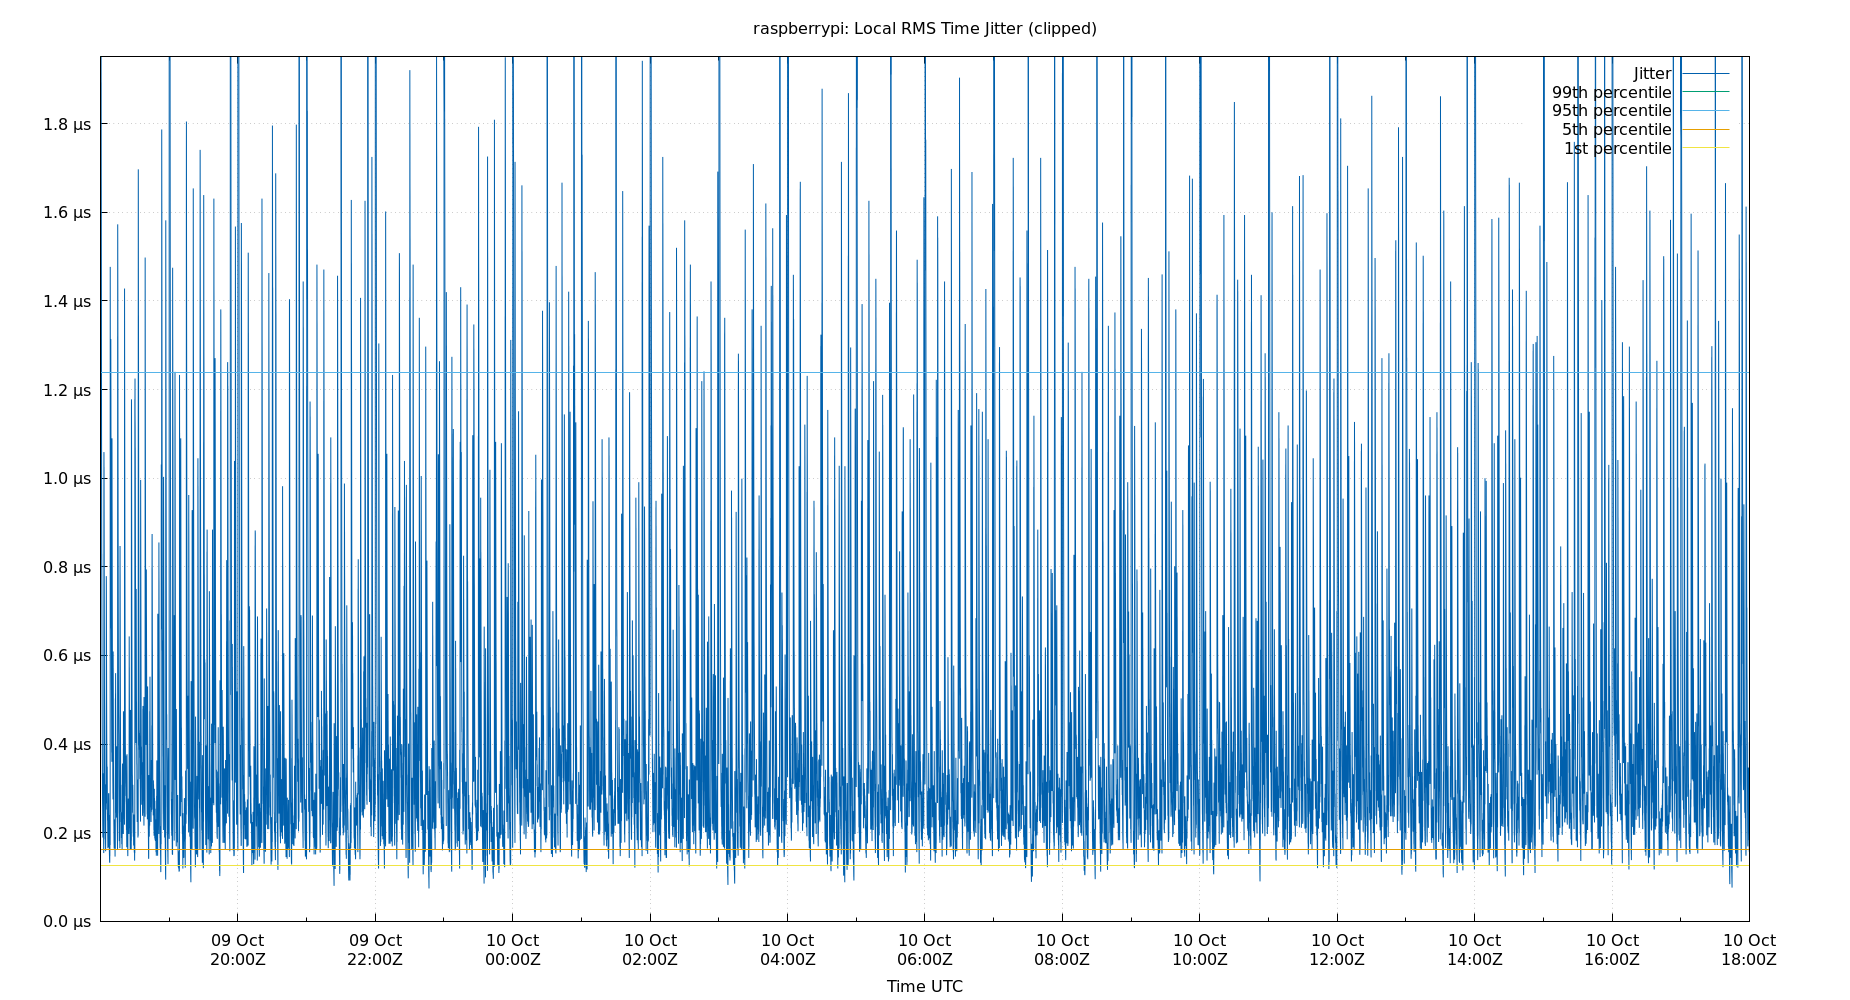 raspberrypi: Local RMS Time Jitter (clipped)
Jitter
99th percentile
95th percentile
5th percentile
1st percentile
1.8 µs
1.6 µs
1.4 µs
1.2 µs
1.0 µs
0.8 µs
0.6 µs
0.4 µs
0.2 µs
0.0 µs
09 Oct 09 Oct 10 Oct 10 Oct 10 Oct 10 Oct 10 Oct 10 Oct 10 Oct 10 Oct 10 Oct 10 Oct
20:00Z 22:00Z 00:00Z 02:00Z 04:00Z 06:00Z 08:00Z 10:00Z 12:00Z 14:00Z 16:00Z 18:00Z
Time UTC